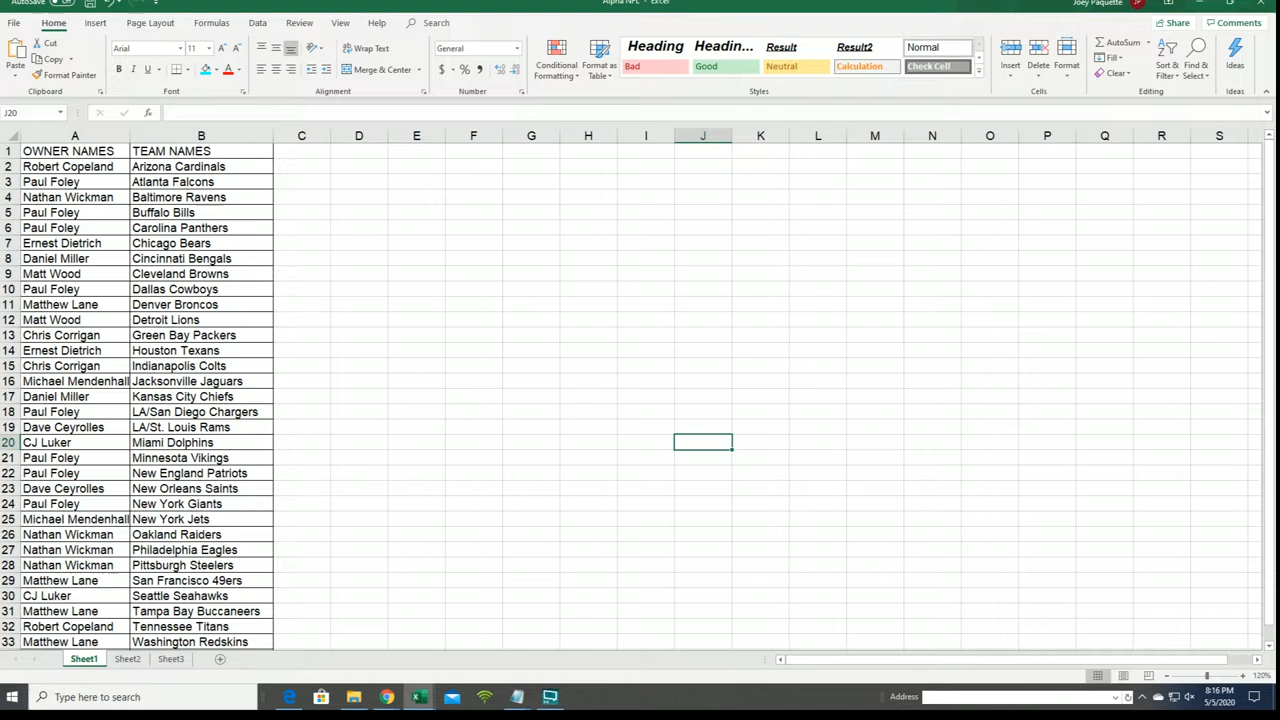 AutoSave Off
Alpha NFL - Excel
Joey Paquette JP
File Home Insert Page Layout Formulas Data Review View Help Search
Share Comments
Paste
Cut
Copy
Format Painter
Arial 11
B I U
Wrap Text
Merge & Center
General
$ % ,
Conditional Formatting
Format as Table
Heading Headin... Result Result2 Normal
Bad Good Neutral Calculation Check Cell
Insert Delete Format
AutoSum
Fill
Clear
Sort & Filter
Find & Select
Ideas
Clipboard Font Alignment Number Styles Cells Editing Ideas
J20 fx
A B C D E F G H I J K L M N O P Q R S
1 OWNER NAMES TEAM NAMES
2 Robert Copeland Arizona Cardinals
3 Paul Foley Atlanta Falcons
4 Nathan Wickman Baltimore Ravens
5 Paul Foley Buffalo Bills
6 Paul Foley Carolina Panthers
7 Ernest Dietrich Chicago Bears
8 Daniel Miller Cincinnati Bengals
9 Matt Wood Cleveland Browns
10 Paul Foley Dallas Cowboys
11 Matthew Lane Denver Broncos
12 Matt Wood Detroit Lions
13 Chris Corrigan Green Bay Packers
14 Ernest Dietrich Houston Texans
15 Chris Corrigan Indianapolis Colts
16 Michael Mendenhall Jacksonville Jaguars
17 Daniel Miller Kansas City Chiefs
18 Paul Foley LA/San Diego Chargers
19 Dave Ceyrolles LA/St. Louis Rams
20 CJ Luker Miami Dolphins
21 Paul Foley Minnesota Vikings
22 Paul Foley New England Patriots
23 Dave Ceyrolles New Orleans Saints
24 Paul Foley New York Giants
25 Michael Mendenhall New York Jets
26 Nathan Wickman Oakland Raiders
27 Nathan Wickman Philadelphia Eagles
28 Nathan Wickman Pittsburgh Steelers
29 Matthew Lane San Francisco 49ers
30 CJ Luker Seattle Seahawks
31 Matthew Lane Tampa Bay Buccaneers
32 Robert Copeland Tennessee Titans
33 Matthew Lane Washington Redskins
Sheet1 Sheet2 Sheet3
120%
Type here to search
Address
8:16 PM
5/5/2020